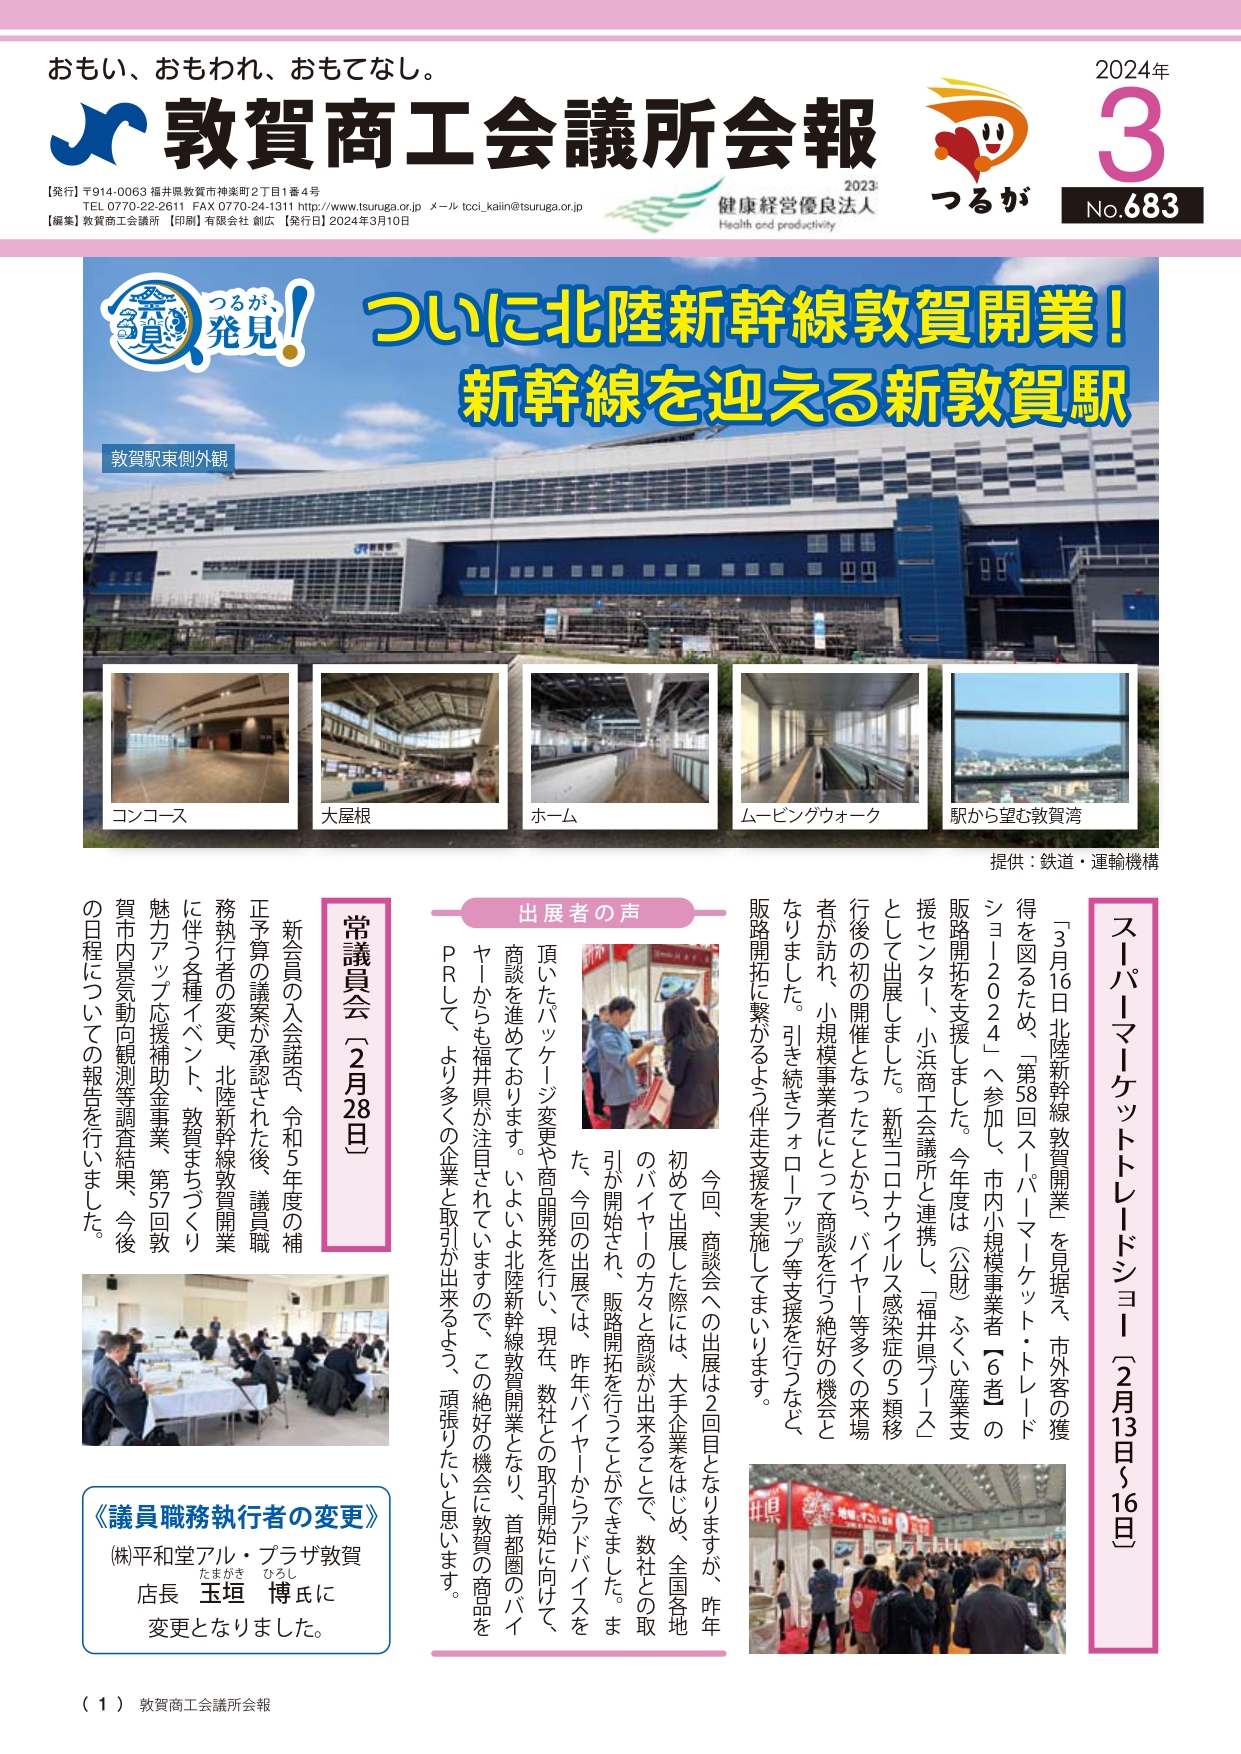 おもい、おもわれ、おもてなし。
敦賀商工会議所会報
【発行】〒914-0063 福井県敦賀市神楽町2丁目1番4号
TEL 0770-22-2611 FAX 0770-24-1311 http://www.tsuruga.or.jp メール tcci_kaiin@tsuruga.or.jp
【編集】敦賀商工会議所 【印刷】有限会社 創広 【発行日】2024年3月10日
2023
健康経営優良法人
Health and productivity
つるが
2024年
3
No.683
つるが、
発見!
ついに北陸新幹線敦賀開業!
新幹線を迎える新敦賀駅
敦賀駅東側外観
コンコース
大屋根
ホーム
ムービングウォーク
駅から望む敦賀湾
提供：鉄道・運輸機構
スーパーマーケットトレードショー〔2月13日～16日〕
「3月16日 北陸新幹線 敦賀開業」を見据え、市外客の獲
得を図るため、「第58回スーパーマーケット・トレード
ショー2024」へ参加し、市内小規模事業者【6者】の
販路開拓を支援しました。今年度は（公財）ふくい産業支
援センター、小浜商工会議所と連携し、「福井県ブース」
として出展しました。新型コロナウイルス感染症の5類移
行後の初の開催となったことから、バイヤー等多くの来場
者が訪れ、小規模事業者にとって商談を行う絶好の機会と
なりました。引き続きフォローアップ等支援を行うなど、
販路開拓に繋がるよう伴走支援を実施してまいります。
出展者の声
今回、商談会への出展は2回目となりますが、昨年
初めて出展した際には、大手企業をはじめ、全国各地
のバイヤーの方々と商談が出来ることで、数社との取
引が開始され、販路開拓を行うことができました。ま
た、今回の出展では、昨年バイヤーからアドバイスを
頂いたパッケージ変更や商品開発を行い、現在、数社との取引開始に向けて、
商談を進めております。いよいよ北陸新幹線敦賀開業となり、首都圏のバイ
ヤーからも福井県が注目されていますので、この絶好の機会に敦賀の商品を
PRして、より多くの企業と取引が出来るよう、頑張りたいと思います。
常議員会〔2月28日〕
新会員の入会諾否、令和5年度の補
正予算の議案が承認された後、議員職
務執行者の変更、北陸新幹線敦賀開業
に伴う各種イベント、敦賀まちづくり
魅力アップ応援補助金事業、第57回敦
賀市内景気動向観測等調査結果、今後
の日程についての報告を行いました。
《議員職務執行者の変更》
㈱平和堂アル・プラザ敦賀
たまがき ひろし
店長 玉垣 博氏に
変更となりました。
（1） 敦賀商工会議所会報